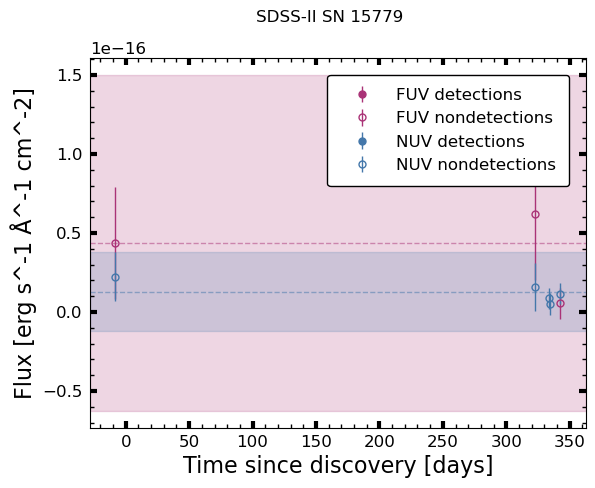 SDSS-II SN 15779
1e−16
1.5
1.0
0.5
0.0
−0.5
Flux [erg s^-1 Å^-1 cm^-2]
FUV detections
FUV nondetections
NUV detections
NUV nondetections
0 50 100 150 200 250 300 350
Time since discovery [days]